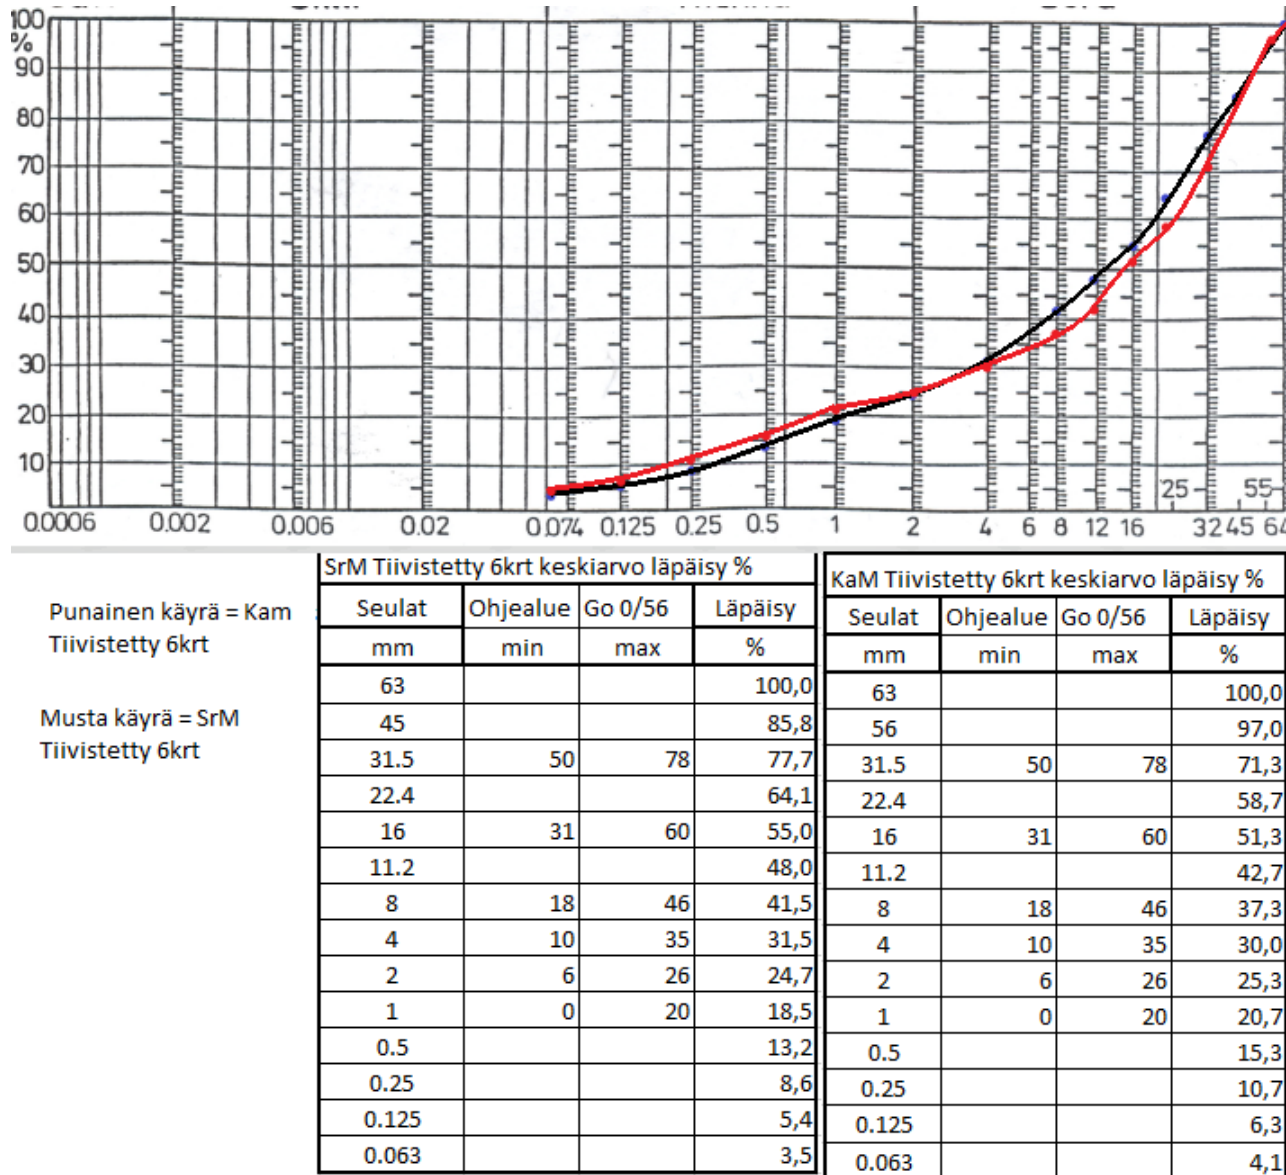 100
%
90
80
70
60
50
40
30
20
10
25 55
0.0006 0.002 0.006 0.02 0.074 0.125 0.25 0.5 1 2 4 6 8 12 16 32 45 64
Punainen käyrä = Kam
Tiivistetty 6krt
Musta käyrä = SrM
Tiivistetty 6krt
SrM Tiivistetty 6krt keskiarvo läpäisy %
Seulat Ohjealue Go 0/56 Läpäisy
mm min max %
63 100,0
45 85,8
31.5 50 78 77,7
22.4 64,1
16 31 60 55,0
11.2 48,0
8 18 46 41,5
4 10 35 31,5
2 6 26 24,7
1 0 20 18,5
0.5 13,2
0.25 8,6
0.125 5,4
0.063 3,5
KaM Tiivistetty 6krt keskiarvo läpäisy %
Seulat Ohjealue Go 0/56 Läpäisy
mm min max %
63 100,0
56 97,0
31.5 50 78 71,3
22.4 58,7
16 31 60 51,3
11.2 42,7
8 18 46 37,3
4 10 35 30,0
2 6 26 25,3
1 0 20 20,7
0.5 15,3
0.25 10,7
0.125 6,3
0.063 4,1